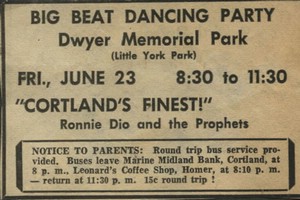 BIG BEAT DANCING PARTY
Dwyer Memorial Park
(Little York Park)
FRI., JUNE 23 8:30 to 11:30
"CORTLAND'S FINEST!"
Ronnie Dio and the Prophets
NOTICE TO PARENTS: Round trip bus service pro-
vided. Buses leave Marine Midland Bank, Cortland, at
8 p. m., Leonard's Coffee Shop, Homer, at 8:10 p. m.
— return at 11:30 p. m. 15c round trip !